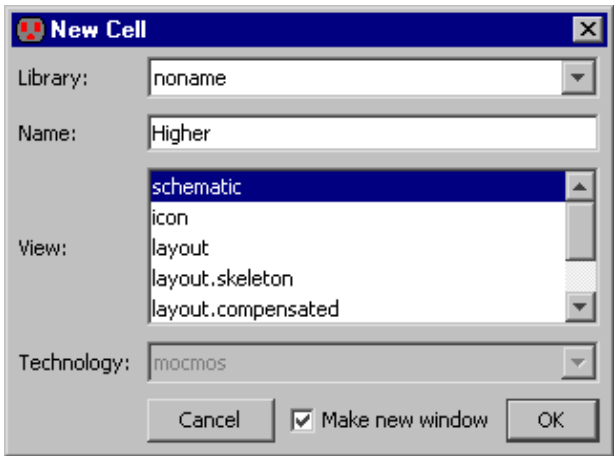 New Cell
Library: noname
Name: Higher
schematic
icon
View: layout
layout.skeleton
layout.compensated
Technology: mocmos
Cancel Make new window OK